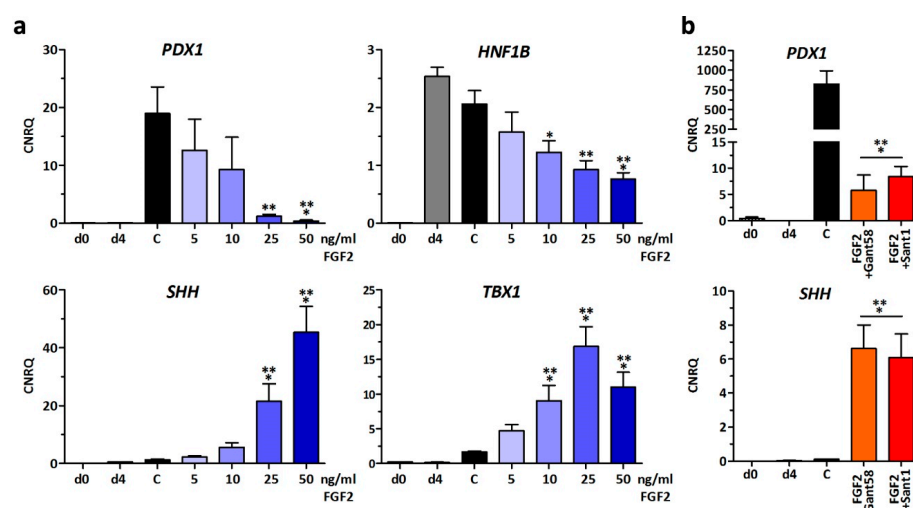 a
PDX1
CNRQ
30
20
10
0
d0 d4 C 5 10 25 50 ng/ml
FGF2
** **
*
HNF1B
3
2
1
0
d0 d4 C 5 10 25 50 ng/ml
FGF2
* ** **
*
SHH
CNRQ
60
40
20
0
d0 d4 C 5 10 25 50 ng/ml
FGF2
** **
* *
TBX1
25
20
15
10
5
0
d0 d4 C 5 10 25 50 ng/ml
FGF2
** ** **
* * *
b
PDX1
CNRQ
1250
1000
750
500
250
15
10
5
0
d0 d4 C
FGF2
+Gant58
FGF2
+Sant1
**
*
SHH
CNRQ
8
6
4
2
0
d0 d4 C
FGF2
Gant58
FGF2
+Sant1
**
*